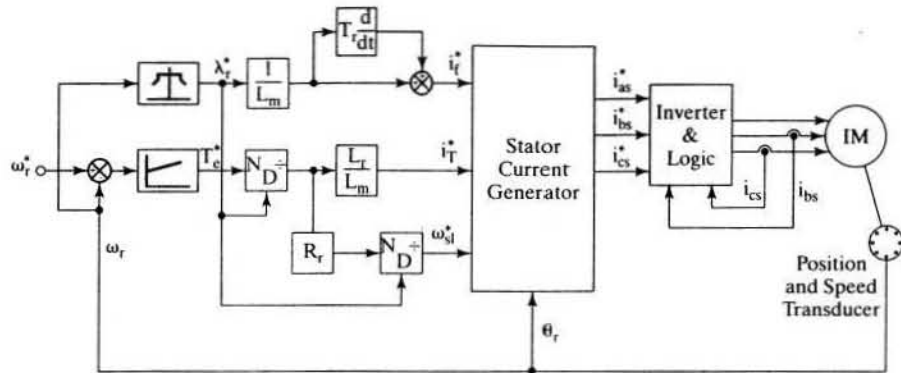 T_r d/dt
λ_r^*
1/L_m
i_f^*
i_as^*
Inverter
&
Logic
IM
i_bs^*
Stator
Current
Generator
ω_r^*
T_e^*
N/D ÷
L_r/L_m
i_T^*
i_cs^*
i_cs
i_bs
ω_r
R_r
N/D ÷
ω_sl^*
Position
and Speed
Transducer
θ_r